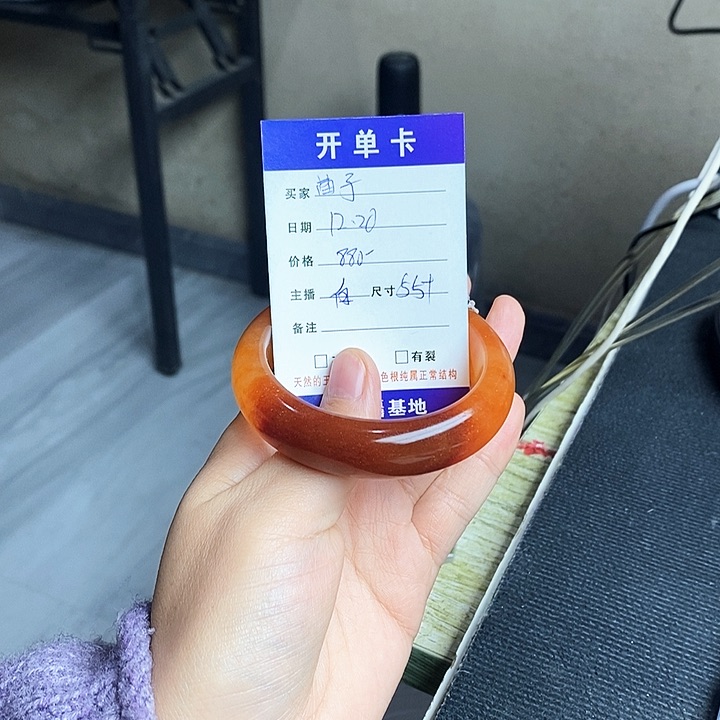 开单卡
买家 茜子
日期 12.20
价格 880-
主播 尺寸 55+
备注
有裂
天然的 色根纯属正常结构
基地